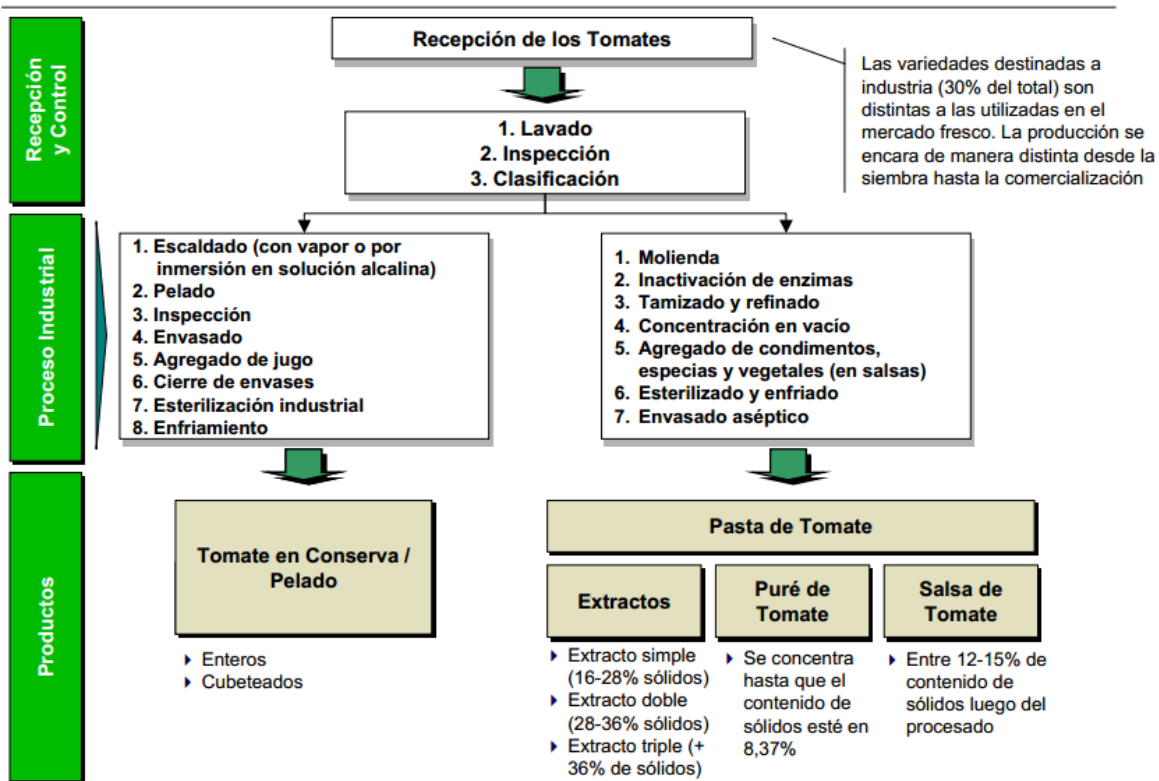 Recepción
y Control
Recepción de los Tomates
Las variedades destinadas a
industria (30% del total) son
distintas a las utilizadas en el
mercado fresco. La producción se
encara de manera distinta desde la
siembra hasta la comercialización
1. Lavado
2. Inspección
3. Clasificación
Proceso Industrial
1. Escaldado (con vapor o por
inmersión en solución alcalina)
2. Pelado
3. Inspección
4. Envasado
5. Agregado de jugo
6. Cierre de envases
7. Esterilización industrial
8. Enfriamiento
1. Molienda
2. Inactivación de enzimas
3. Tamizado y refinado
4. Concentración en vacío
5. Agregado de condimentos,
especias y vegetales (en salsas)
6. Esterilizado y enfriado
7. Envasado aséptico
Productos
Tomate en Conserva /
Pelado
Enteros
Cubeteados
Pasta de Tomate
Extractos
Extracto simple
(16-28% sólidos)
Extracto doble
(28-36% sólidos)
Extracto triple (+
36% de sólidos)
Puré de
Tomate
Se concentra
hasta que el
contenido de
sólidos esté en
8,37%
Salsa de
Tomate
Entre 12-15% de
contenido de
sólidos luego del
procesado